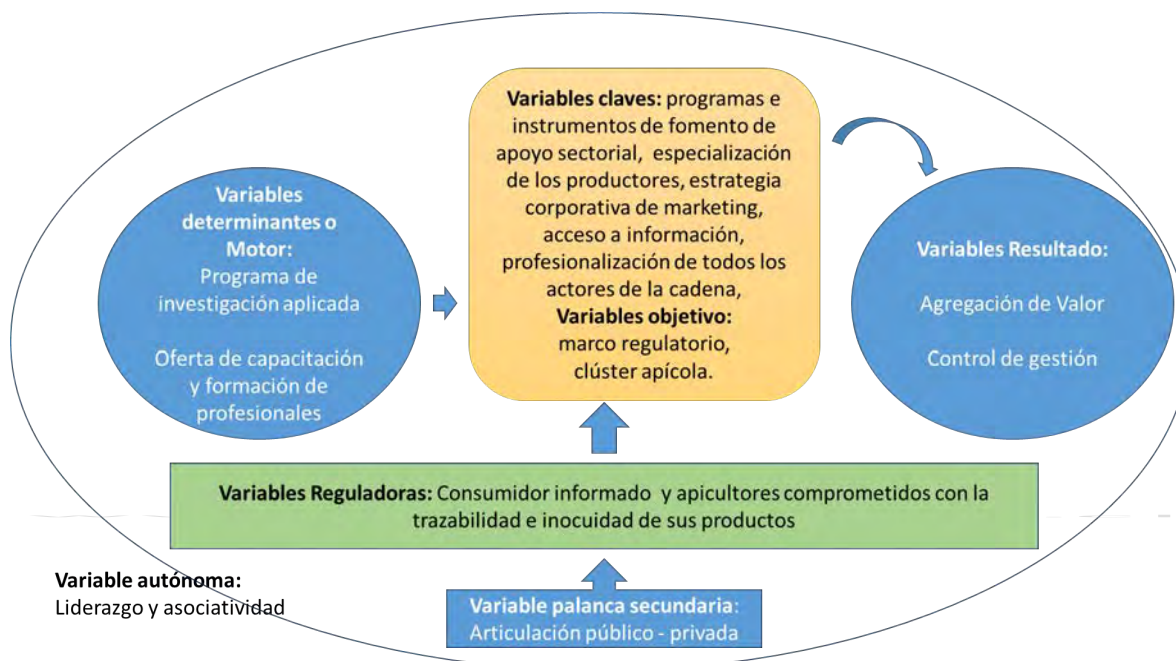 Variables claves: programas e
instrumentos de fomento de
apoyo sectorial, especialización
de los productores, estrategia
corporativa de marketing,
acceso a información,
profesionalización de todos los
actores de la cadena,
Variables objetivo:
marco regulatorio,
clúster apícola.
Variables
determinantes o
Motor:
Programa de
investigación aplicada
Oferta de capacitación
y formación de
profesionales
Variables Resultado:
Agregación de Valor
Control de gestión
Variables Reguladoras: Consumidor informado y apicultores comprometidos con la
trazabilidad e inocuidad de sus productos
Variable autónoma:
Liderazgo y asociatividad
Variable palanca secundaria:
Articulación público - privada